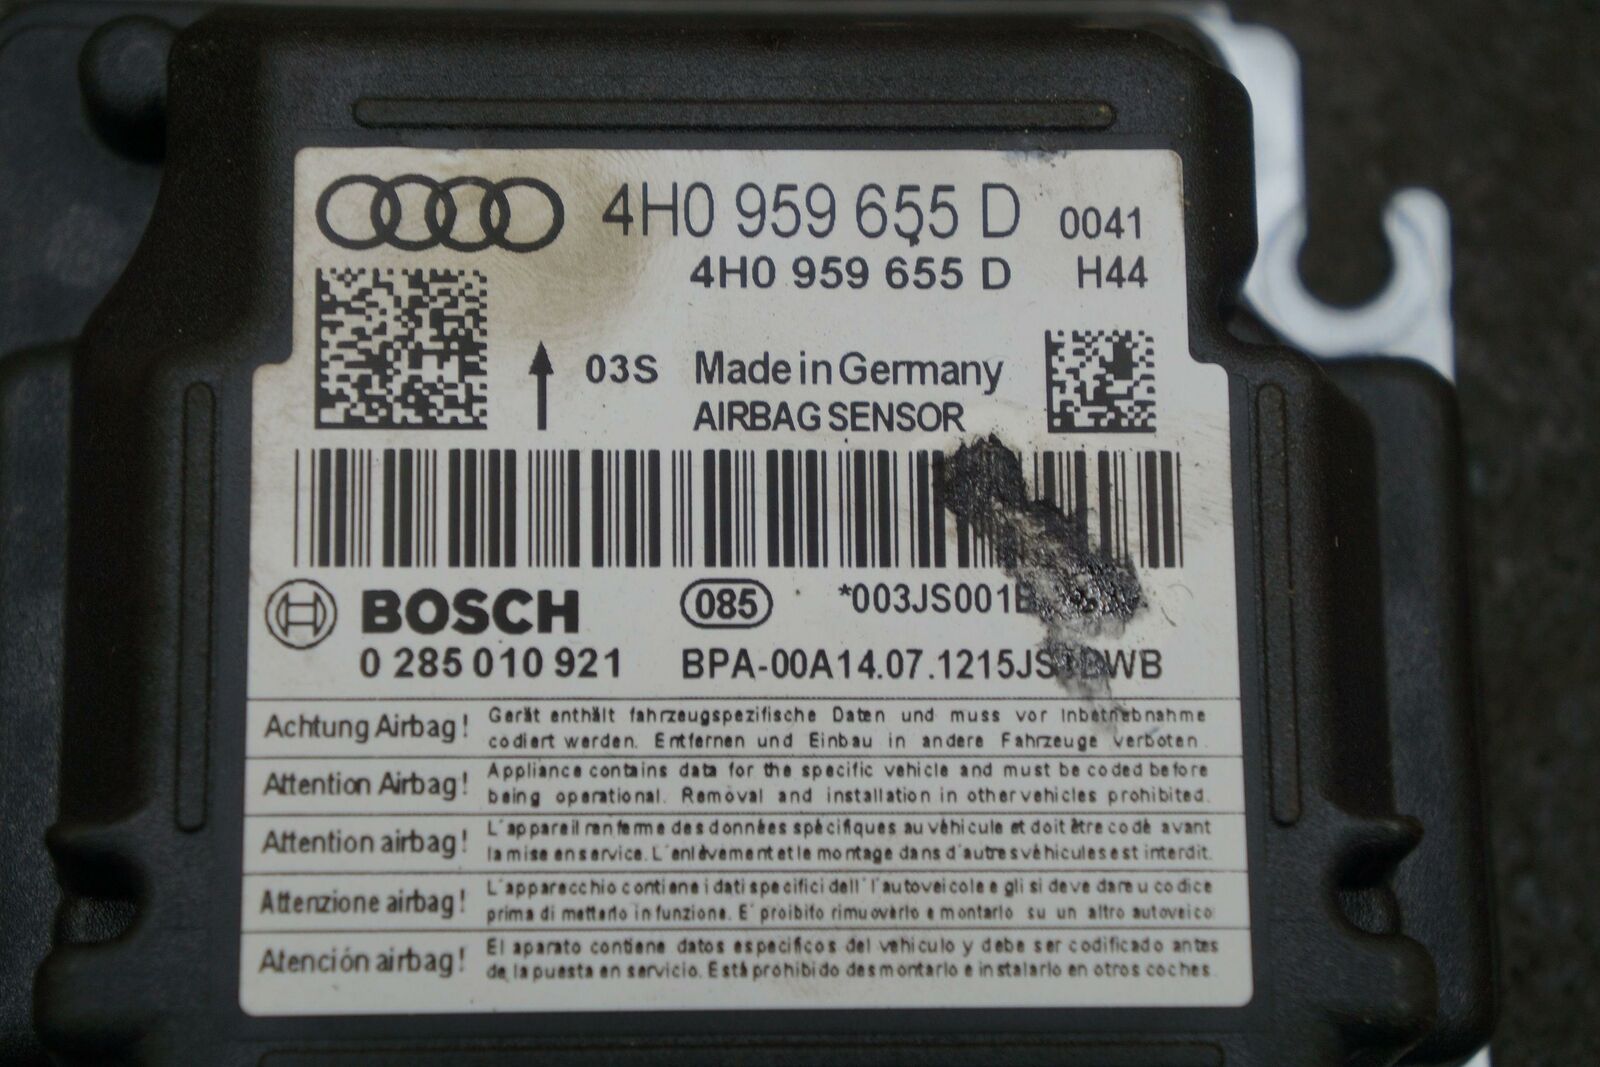 4H0 959 655 D 0041
4H0 959 655 D H44
03S Made in Germany
AIRBAG SENSOR
BOSCH 085
0 285 010 921
Achtung Airbag! Gerät enthält fahrzeugspezifische Daten und muss vor Inbetriebnahme
codiert werden. Entfernen und Einbau in andere Fahrzeuge verboten.
Attention Airbag! Appliance contains data for the specific vehicle and must be coded before
being operational. Removal and installation in other vehicles prohibited.
Attention airbag! L'appareil renferme des données spécifiques au véhicule et doit être codé avant
la mise en service. L'enlèvement et le montage dans d'autres véhicules est interdit.
Attenzione airbag! L'apparecchio contiene i dati specifici dell'l'autoveicolo e gli si deve dare u codice
prima di metterlo in funzione. E' proibito rimuoverlo e montarlo su un altro autoveico
Atención airbag! El aparato contiene datos especificos del vehiculo y debe ser codificado antes
de la puesta en servicio. Está prohibido desmontarlo e instalarlo en otros coches.